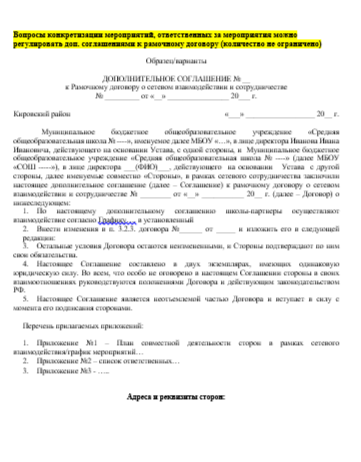 Вопросы конкретизации мероприятий, ответственных за мероприятия можно
регулировать доп. соглашениями к рамочному договору (количество не ограничено)
Образец/варианты
ДОПОЛНИТЕЛЬНОЕ СОГЛАШЕНИЕ № __
к Рамочному договору о сетевом взаимодействии и сотрудничестве
№ _________ от «__» ________________ 20___ г.
Кировский район «___» __________________ 20 __ г.
Муниципальное бюджетное общеобразовательное учреждение «Средняя
общеобразовательная школа № ----», именуемое далее МБОУ «…», в лице директора Иванова Ивана
Ивановича, действующего на основании Устава, с одной стороны, и Муниципальное бюджетное
общеобразовательное учреждение «Средняя общеобразовательная школа № ----» (далее МБОУ
«СОШ -----»), в лице директора ___(ФИО)___, действующего на основании Устава с другой
стороны, далее именуемые совместно «Стороны», в рамках сетевого сотрудничества заключили
настоящее дополнительное соглашение (далее – Соглашение) к рамочному договору о сетевом
взаимодействии и сотрудничестве № ___ от «___» ____________ 20__ г. (далее – Договор) о
нижеследующем:
1. По настоящему дополнительному соглашению школы-партнеры осуществляют
взаимодействие согласно Графику, в установленный
2. Внести изменения в п. 3.2.3. договора №______ от ______ и изложить его в следующей
редакции:
3. Остальные условия Договора остаются неизменными, и Стороны подтверждают по ним
свои обязательства.
4. Настоящее Соглашение составлено в двух экземплярах, имеющих одинаковую
юридическую силу. Во всем, что особо не оговорено в настоящем Соглашении стороны в своих
взаимоотношениях руководствуются положениями Договора и действующим законодательством
РФ.
5. Настоящее Соглашение является неотъемлемой частью Договора и вступает в силу с
момента его подписания сторонами.
Перечень прилагаемых приложений:
1. Приложение №1 – План совместной деятельности сторон в рамках сетевого
взаимодействия/график мероприятий…
2. Приложение №2 – список ответственных…
3. Приложение №3 - …..
Адреса и реквизиты сторон: